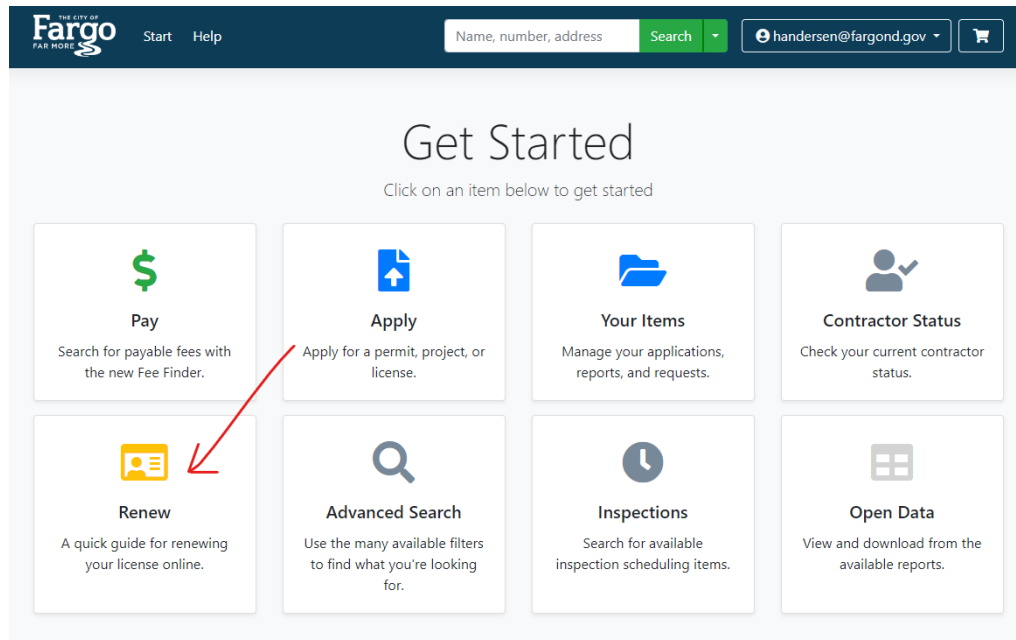 THE CITY OF
Fargo
FAR MORE
Start Help
Name, number, address Search handersen@fargond.gov
Get Started
Click on an item below to get started
Pay
Search for payable fees with
the new Fee Finder.
Apply
Apply for a permit, project, or
license.
Your Items
Manage your applications,
reports, and requests.
Contractor Status
Check your current contractor
status.
Renew
A quick guide for renewing
your license online.
Advanced Search
Use the many available filters
to find what you're looking
for.
Inspections
Search for available
inspection scheduling items.
Open Data
View and download from the
available reports.